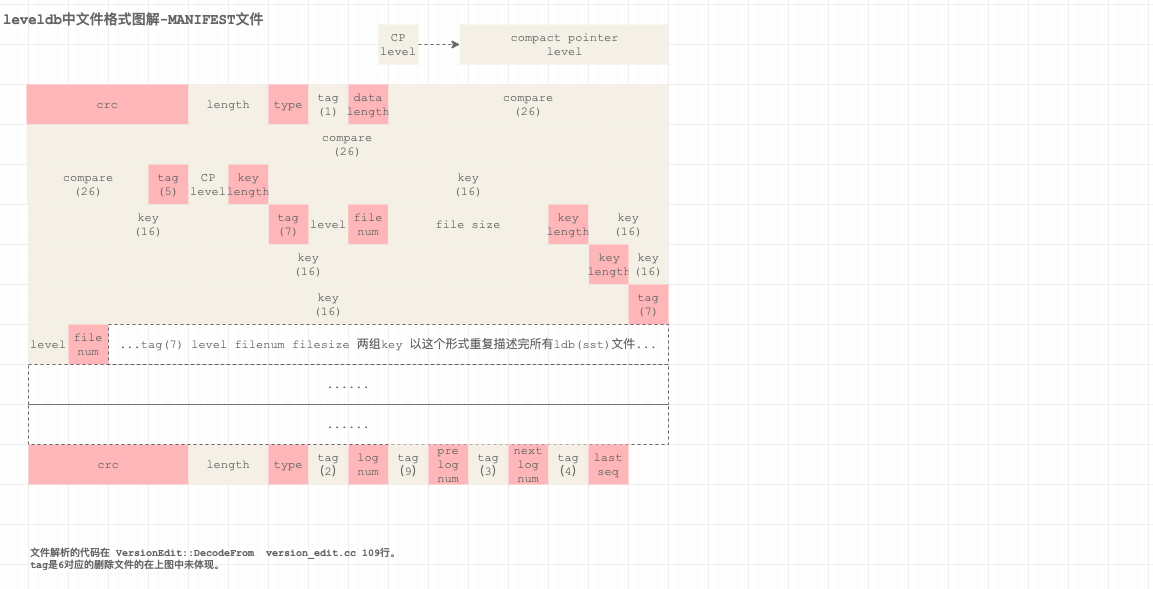 leveldb中文件格式图解-MANIFEST文件
CP
level
compact pointer
level
crc
length
type
tag
(1)
data
length
compare
(26)
compare
(26)
compare
(26)
tag
(5)
CP
level
key
length
key
(16)
key
(16)
tag
(7)
level
file
num
file size
key
length
key
(16)
key
(16)
key
length
key
(16)
key
(16)
tag
(7)
level
file
num
...tag(7) level filenum filesize 两组key 以这个形式重复描述完所有ldb(sst)文件...
......
......
crc
length
type
tag
(2)
log
num
tag
(9)
pre
log
num
tag
(3)
next
log
num
tag
(4)
last
seq
文件解析的代码在 VersionEdit::DecodeFrom version_edit.cc 109行。
tag是6对应的删除文件的在上图中未体现。